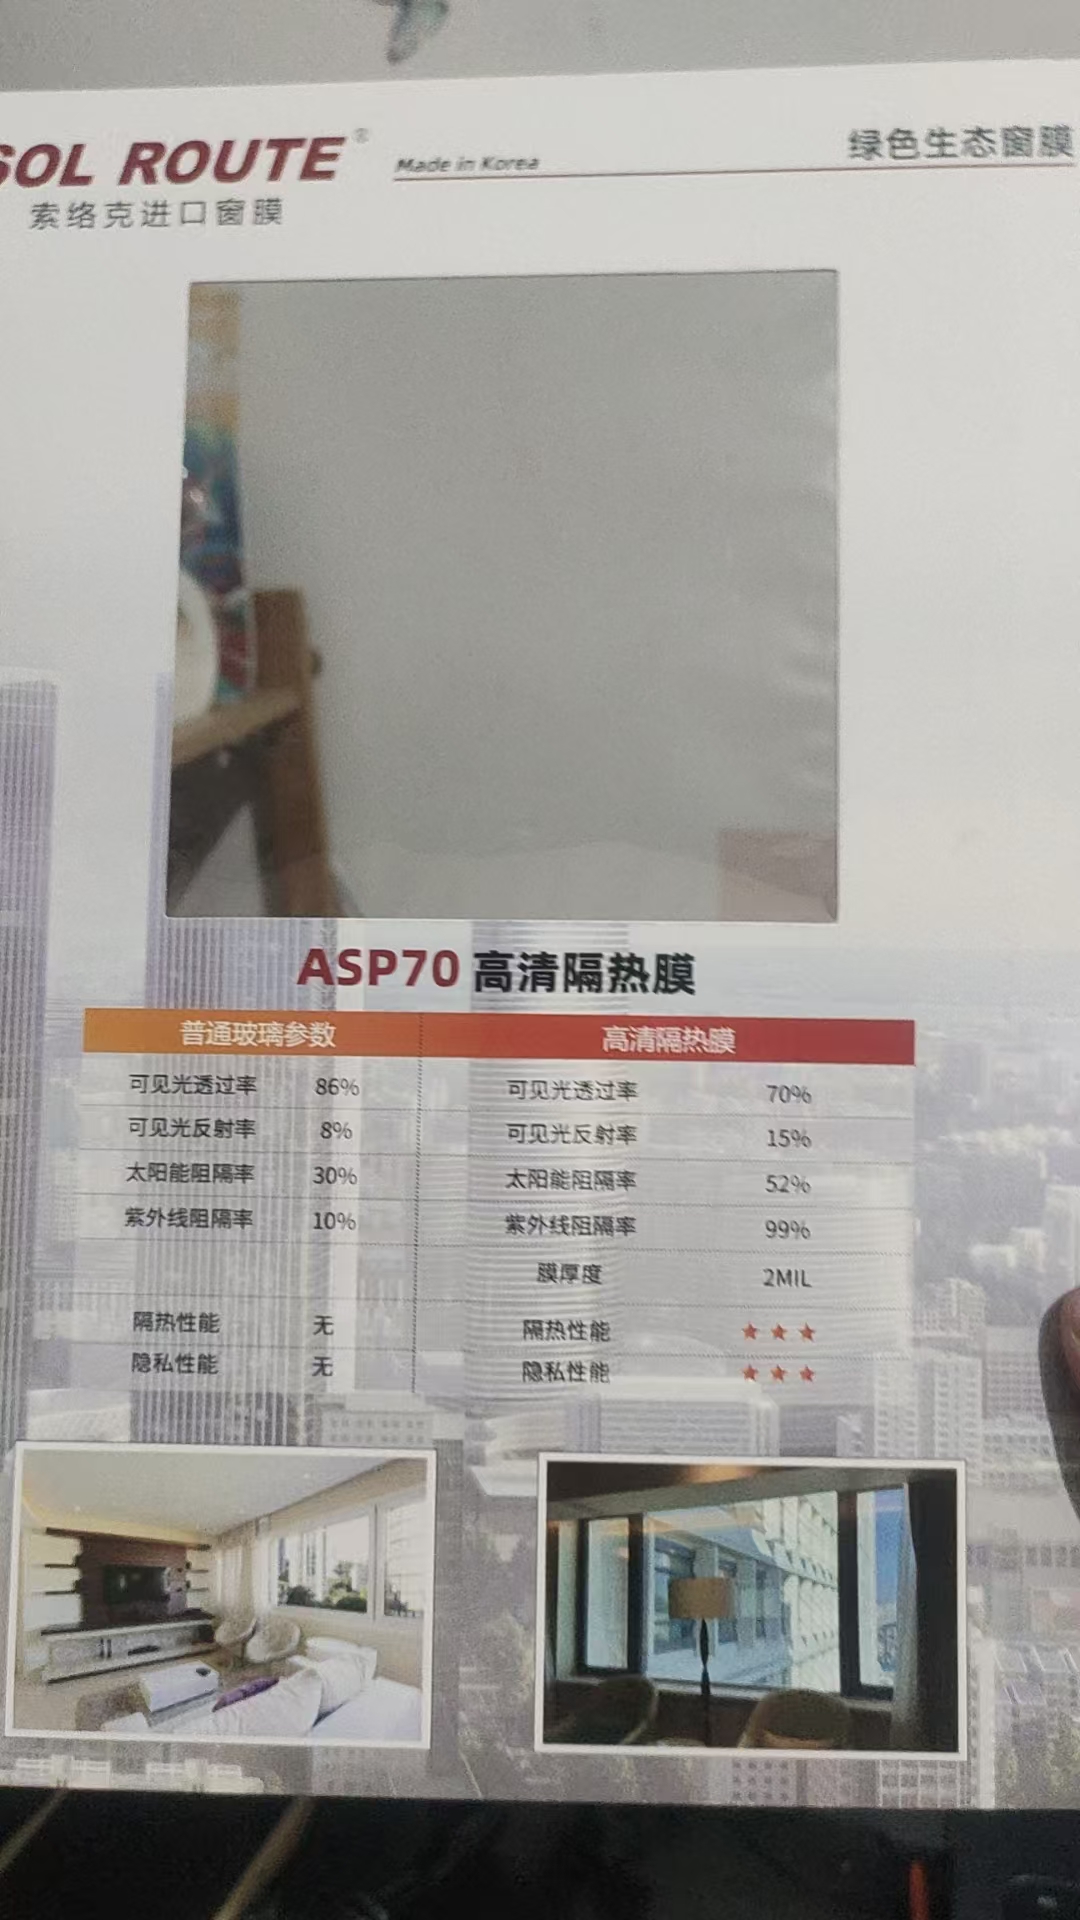 SOL ROUTE®
Made in Korea
绿色生态窗膜
索络克进口窗膜
ASP70 高清隔热膜
普通玻璃参数 高清隔热膜
可见光透过率 86% 可见光透过率 70%
可见光反射率 8% 可见光反射率 15%
太阳能阻隔率 30% 太阳能阻隔率 52%
紫外线阻隔率 10% 紫外线阻隔率 99%
膜厚度 2MIL
隔热性能 无 隔热性能 ★ ★ ★
隐私性能 无 隐私性能 ★ ★ ★